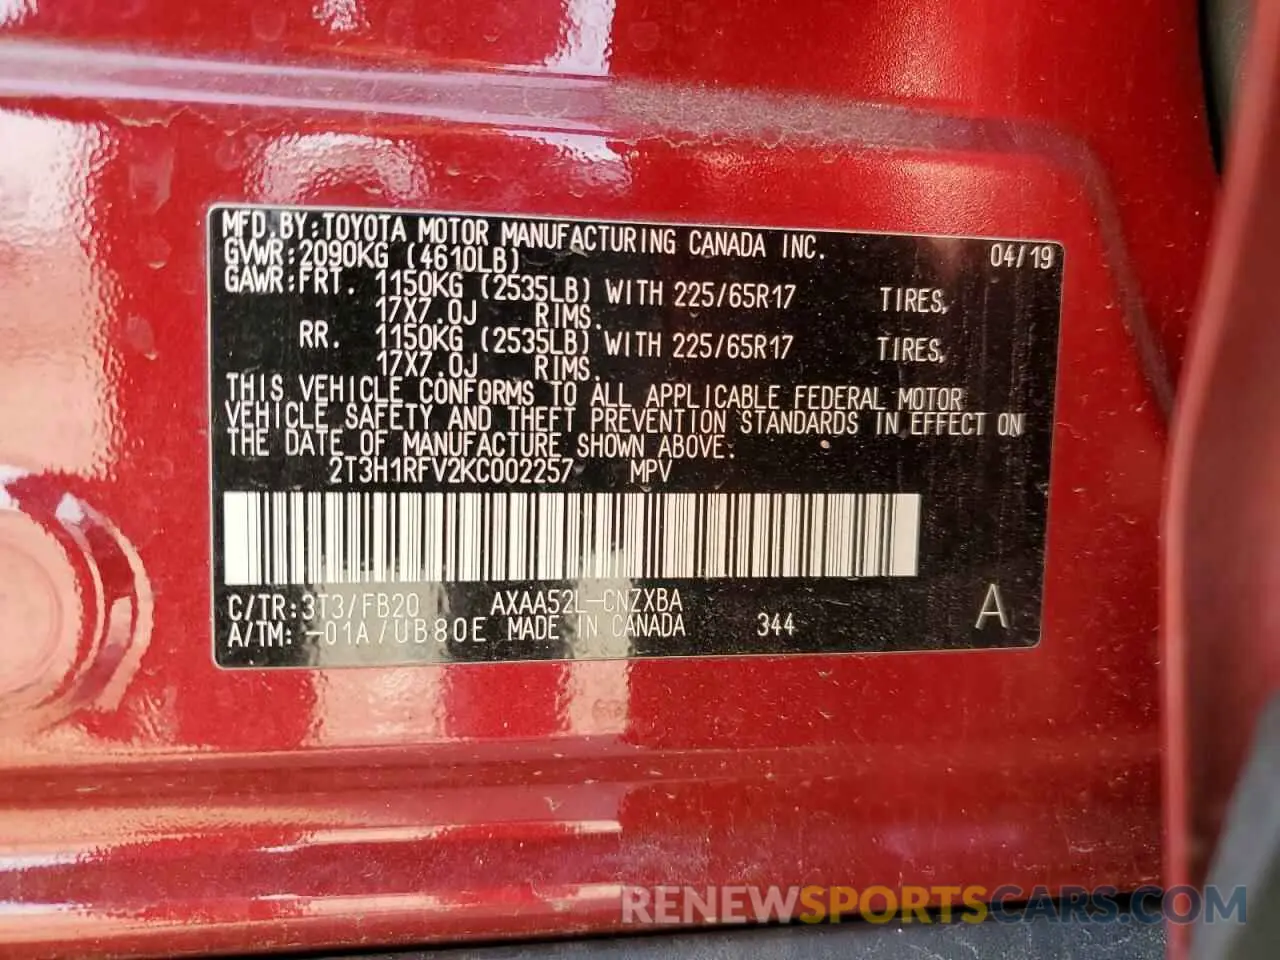 MFD.BY:TOYOTA MOTOR MANUFACTURING CANADA INC.
GVWR:2090KG (4610LB) 04/19
GAWR:FRT. 1150KG (2535LB) WITH 225/65R17 TIRES,
17X7.0J RIMS.
RR. 1150KG (2535LB) WITH 225/65R17 TIRES,
17X7.0J RIMS.
THIS VEHICLE CONFORMS TO ALL APPLICABLE FEDERAL MOTOR
VEHICLE SAFETY AND THEFT PREVENTION STANDARDS IN EFFECT ON
THE DATE OF MANUFACTURE SHOWN ABOVE.
2T3H1RFV2KC002257 MPV
C/TR:3T3/FB20 AXAA52L-CNZXBA
A/TM:-01A/UB80E MADE IN CANADA 344 A
RENEWSPORTSCARS.COM